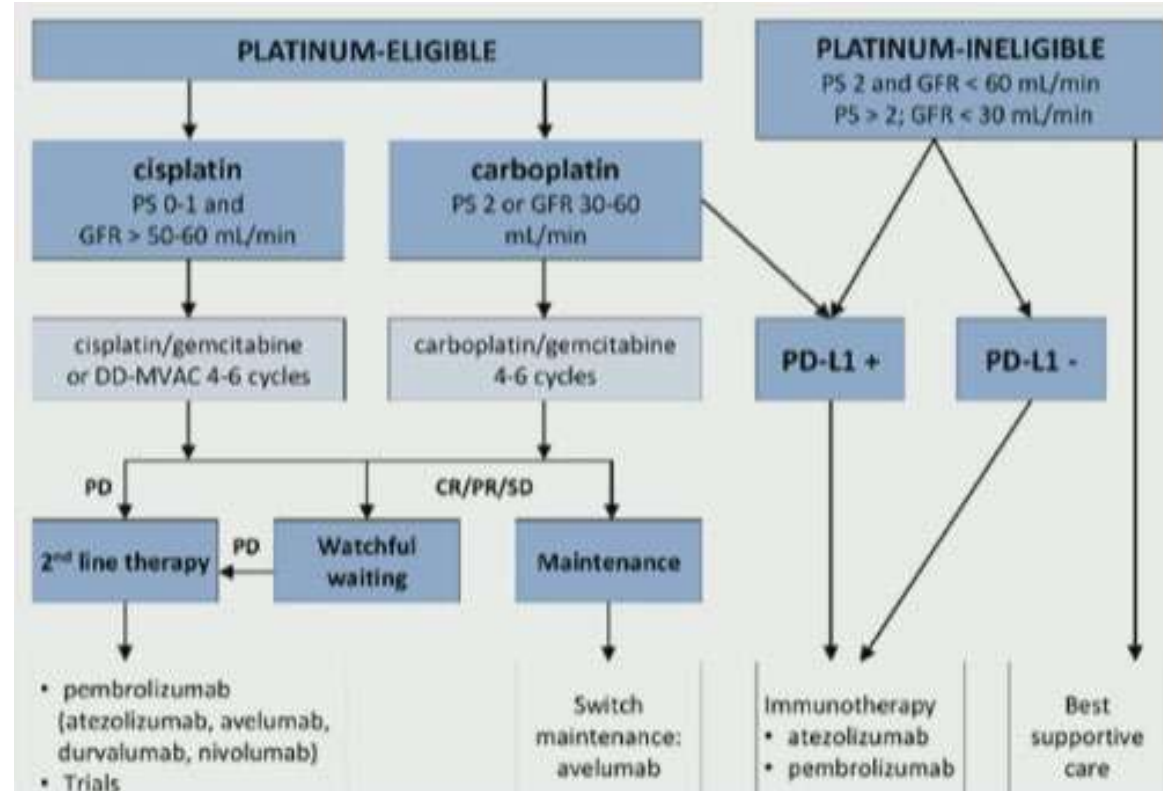 PLATINUM-ELIGIBLE
PLATINUM-INELIGIBLE
PS 2 and GFR < 60 mL/min
PS > 2; GFR < 30 mL/min
cisplatin
PS 0-1 and
GFR > 50-60 mL/min
carboplatin
PS 2 or GFR 30-60
mL/min
cisplatin/gemcitabine
or DD-MVAC 4-6 cycles
carboplatin/gemcitabine
4-6 cycles
PD-L1 +
PD-L1 -
PD
CR/PR/SD
2nd line therapy
PD
Watchful
waiting
Maintenance
• pembrolizumab
(atezolizumab, avelumab,
durvalumab, nivolumab)
• Trials
Switch
maintenance:
avelumab
Immunotherapy
• atezolizumab
• pembrolizumab
Best
supportive
care